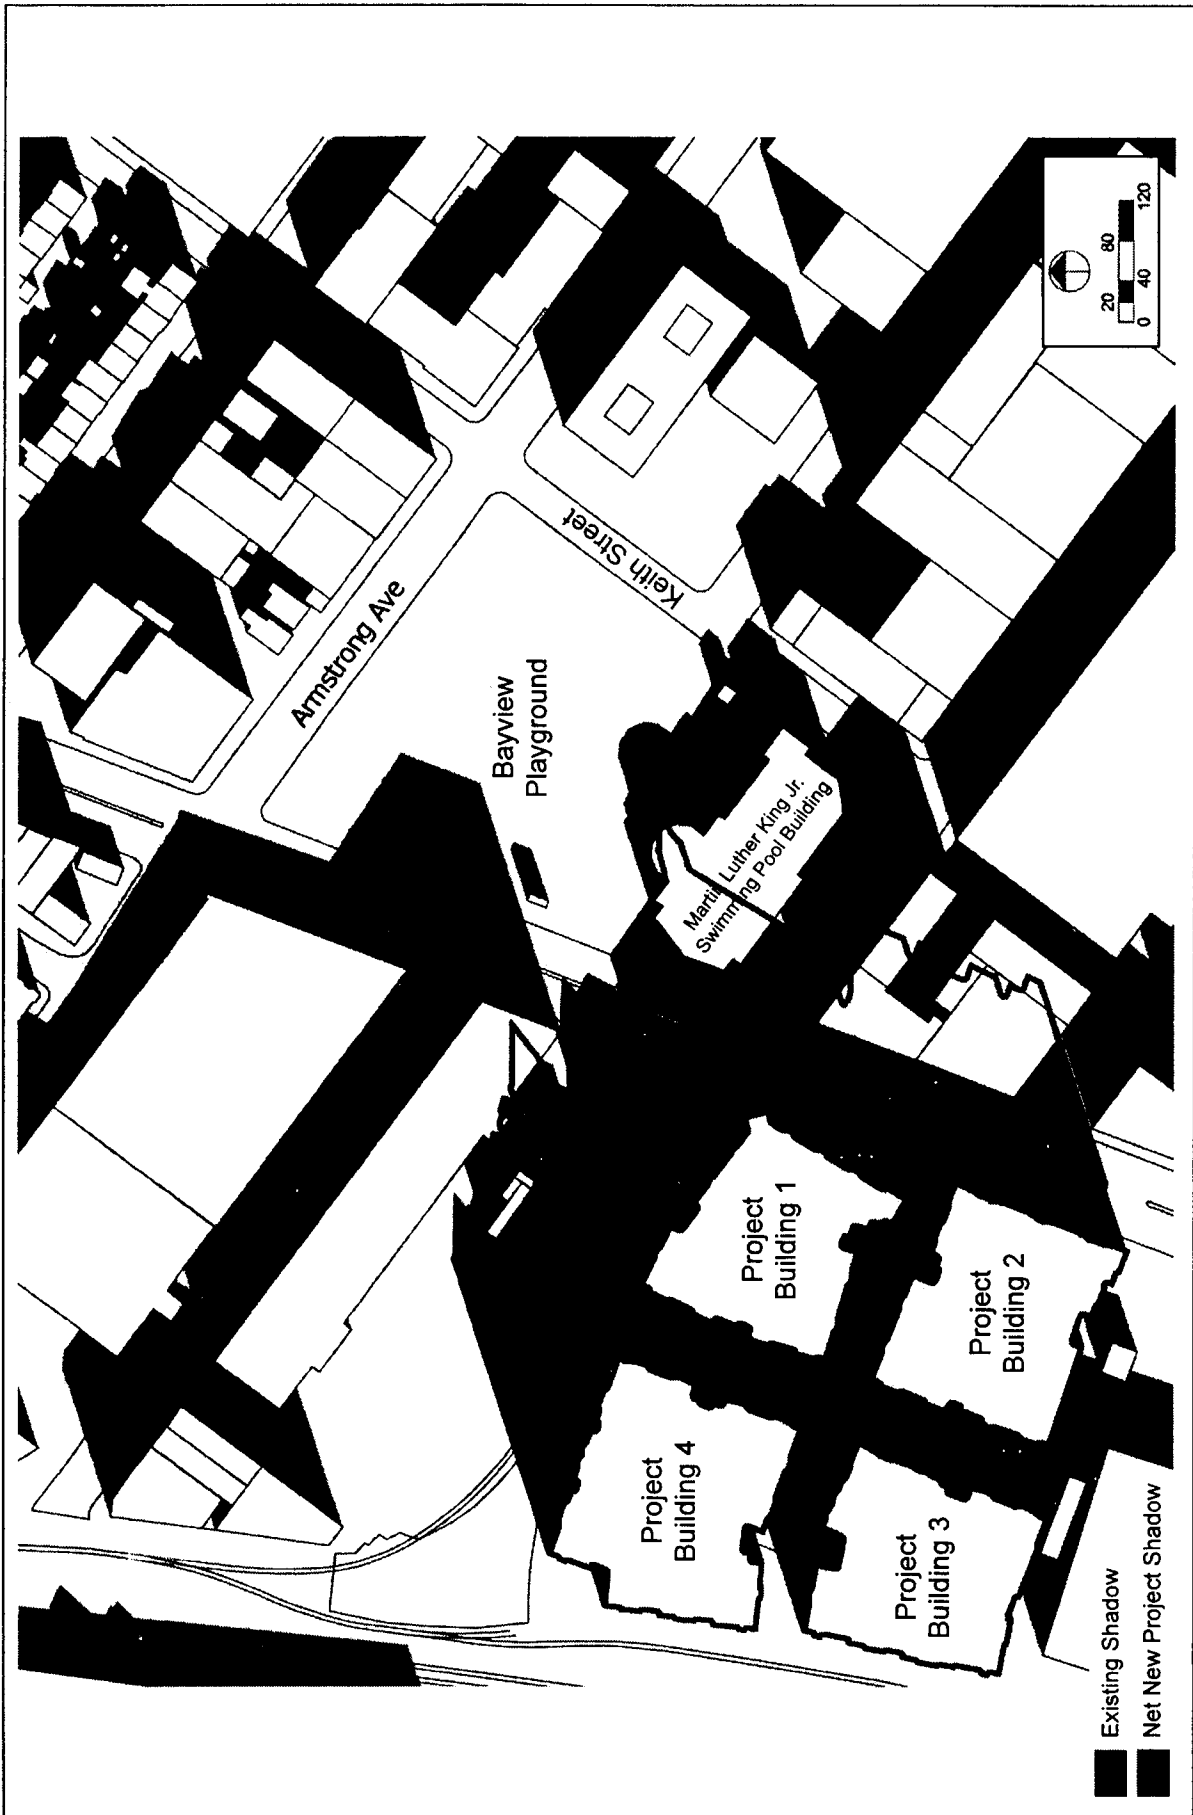 Armstrong Ave
Keith Street
Bayview
Playground
Martin Luther King Jr.
Swimming Pool Building
Project
Building 1
Project
Building 2
Project
Building 3
Project
Building 4
20 80
0 40 120
Existing Shadow
Net New Project Shadow